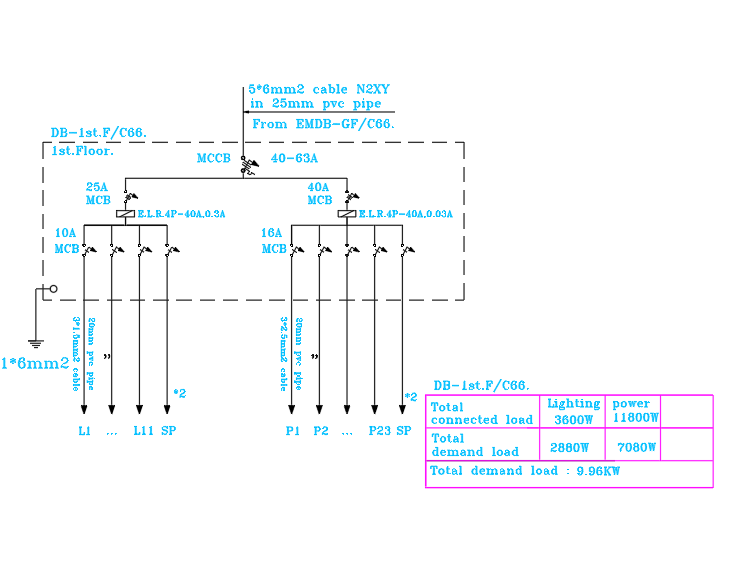 5*6mm2 cable N2XY
in 25mm pvc pipe
From EMDB-GF/C66.
DB-1st.F/C66.
1st.Floor.
MCCB 40-63A
25A
MCB
40A
MCB
E.L.R.4P-40A,0.3A
E.L.R.4P-40A,0.03A
10A
MCB
16A
MCB
1*6mm2
20mm pvc pipe
3*1.5mm2 cable
"
*2
20mm pvc pipe
3*2.5mm2 cable
"
*2
L1 ... L11 SP
P1 P2 ... P23 SP
DB-1st.F/C66.
Total connected load
Lighting 3600W
power 11800W
Total demand load
2880W
7080W
Total demand load : 9.96KW